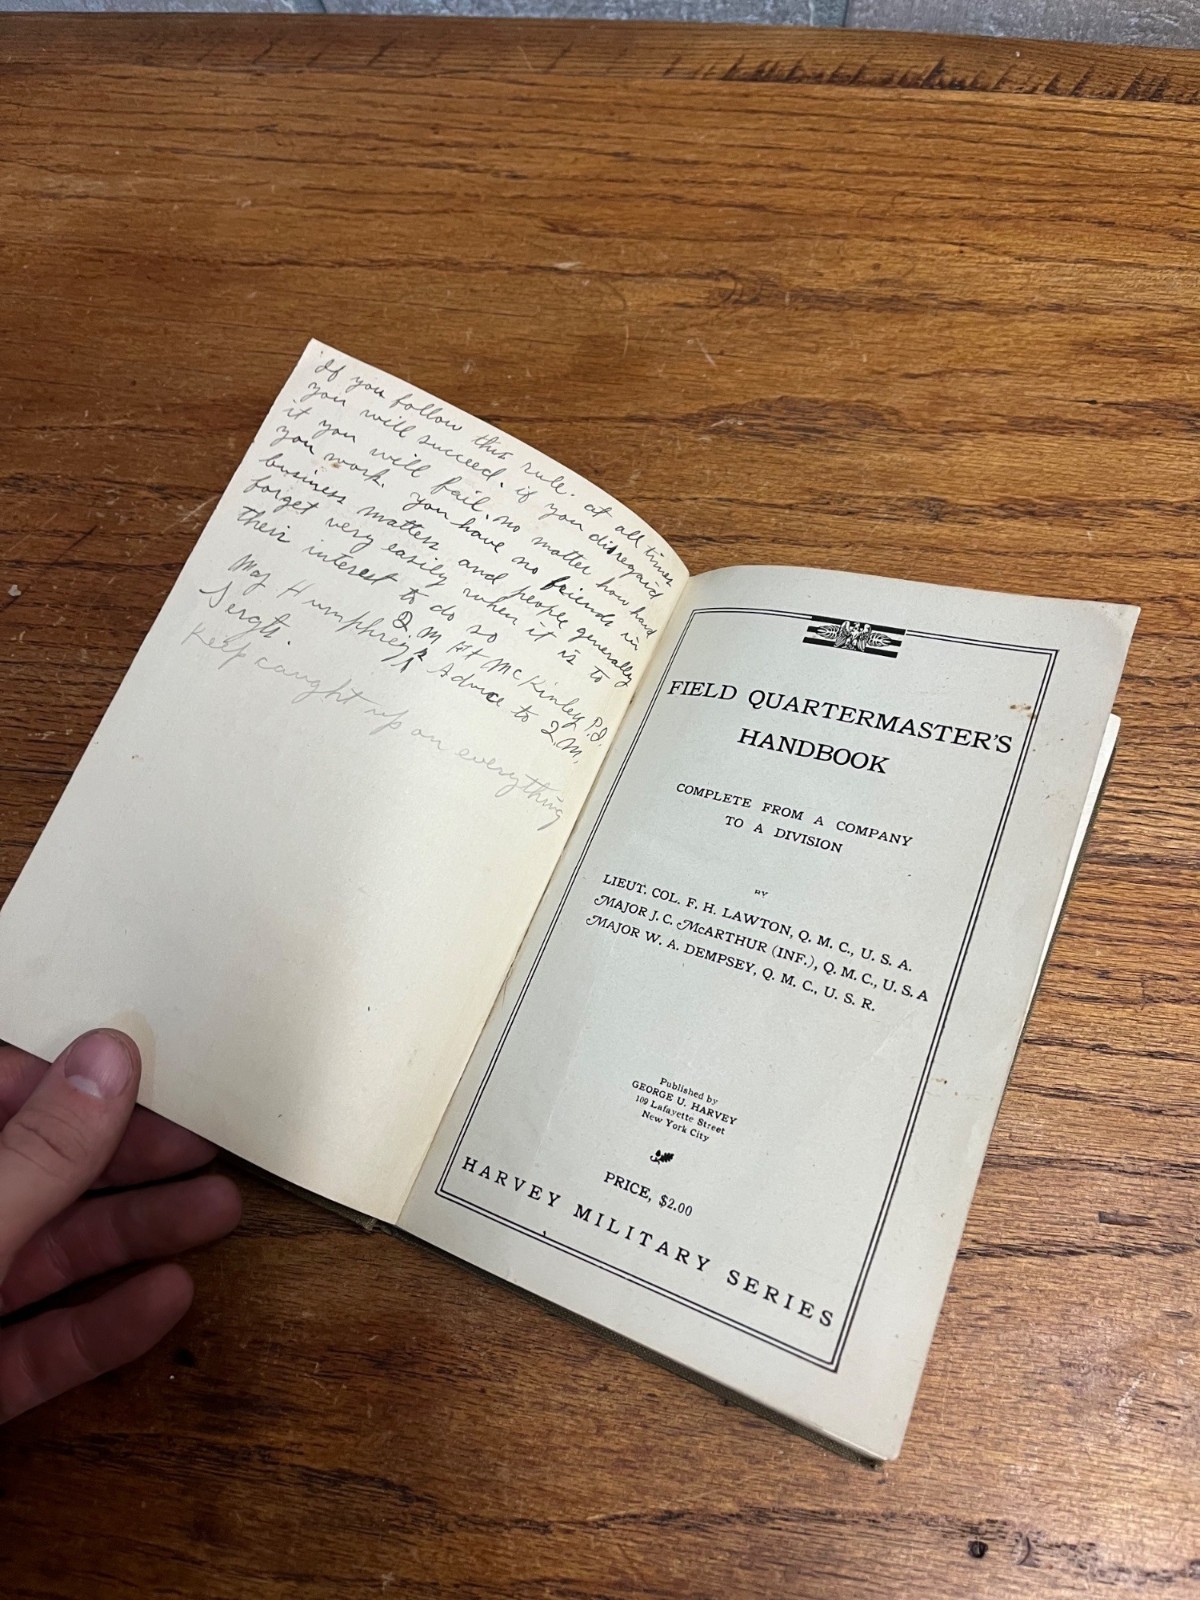 If you follow this rule. at all times
you will succeed. if you disregard
it you will fail. no matter how hard
you work. you have no friends in
business matters and people generally
forget very easily when it is to
their interest to do so
Q M Ft McKinley P.I.
Maj Humphrey's Advice to Q.M.
Sergts.
Keep caught up on everything
FIELD QUARTERMASTER'S
HANDBOOK
COMPLETE FROM A COMPANY
TO A DIVISION
BY
LIEUT. COL. F. H. LAWTON, Q. M. C., U. S. A.
MAJOR J. C. McARTHUR (INF.), Q. M. C., U. S. A
MAJOR W. A. DEMPSEY, Q. M. C., U. S. R.
Published by
GEORGE U. HARVEY
109 Lafayette Street
New York City
PRICE, $2.00
HARVEY MILITARY SERIES